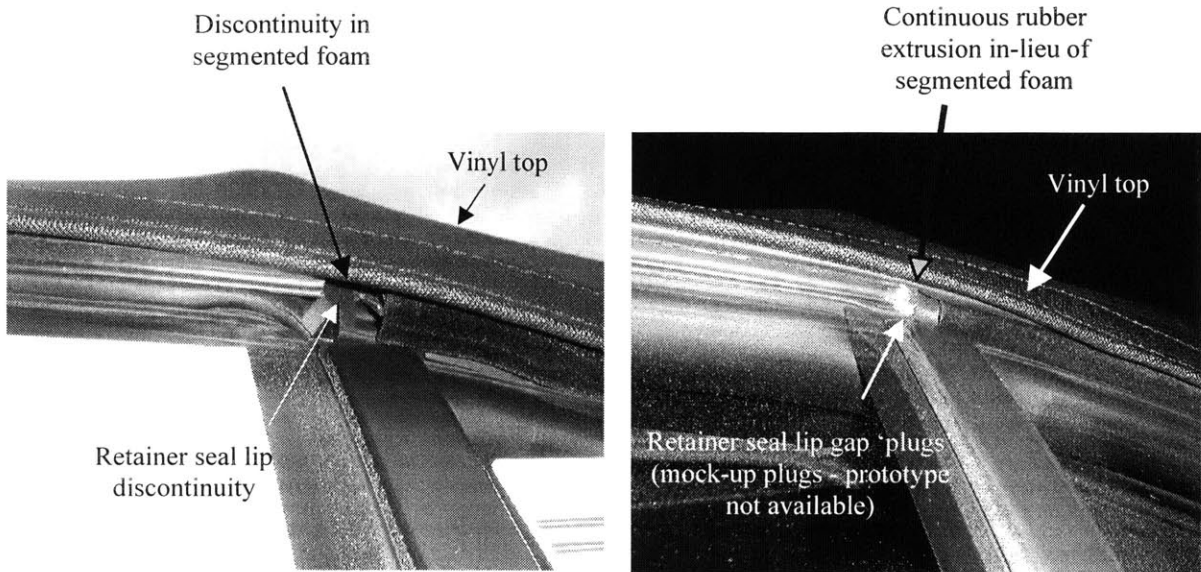 Discontinuity in
segmented foam
Vinyl top
Retainer seal lip
discontinuity
Continuous rubber
extrusion in-lieu of
segmented foam
Vinyl top
Retainer seal lip gap ‘plugs
(mock-up plugs - prototype
not available)